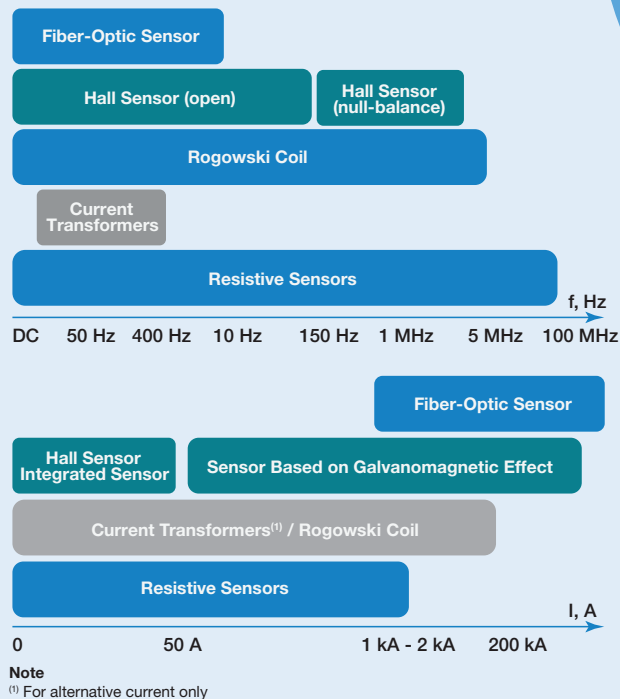 Fiber-Optic Sensor
Hall Sensor (open)
Hall Sensor
(null-balance)
Rogowski Coil
Current
Transformers
Resistive Sensors
f, Hz
DC 50 Hz 400 Hz 10 Hz 150 Hz 1 MHz 5 MHz 100 MHz
Fiber-Optic Sensor
Hall Sensor
Integrated Sensor
Sensor Based on Galvanomagnetic Effect
Current Transformers(1) / Rogowski Coil
Resistive Sensors
I, A
0 50 A 1 kA - 2 kA 200 kA
Note
(1) For alternative current only